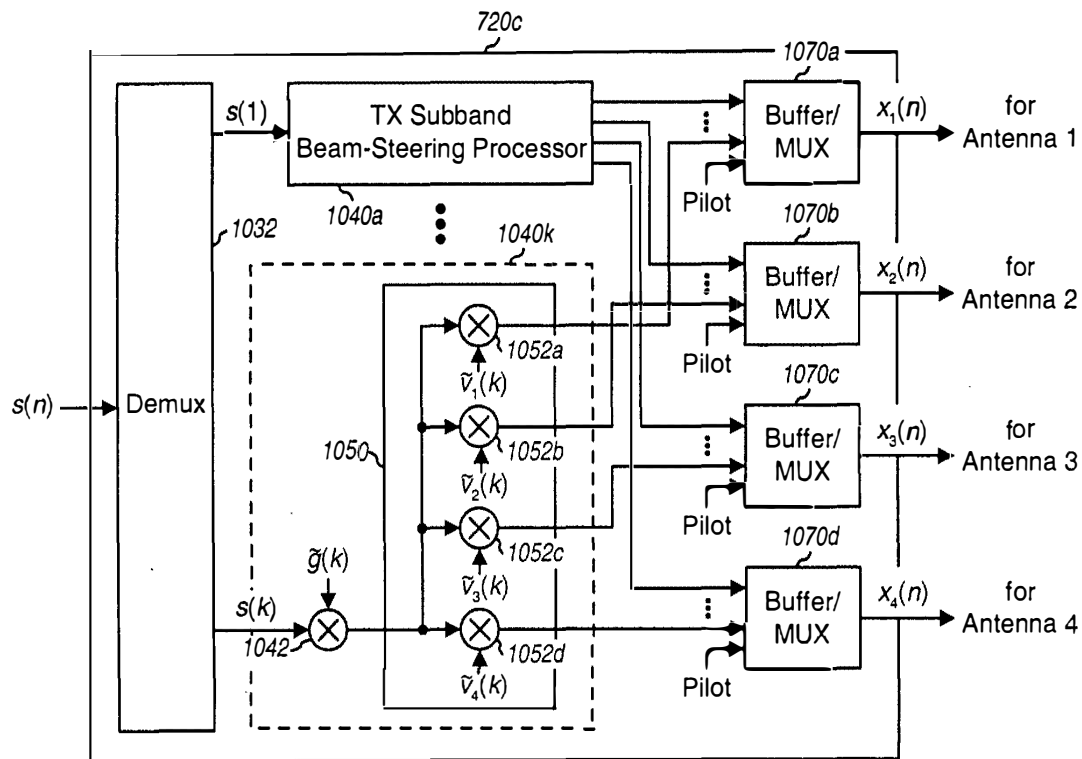 720c
1070a
s(1)
TX Subband
Beam-Steering Processor
Buffer/
MUX
x₁(n)
for
Antenna 1
Pilot
1040a
1032
1040k
1070b
Buffer/
MUX
x₂(n)
for
Antenna 2
Pilot
1052a
ṽ₁(k)
s(n)
Demux
1050
1052b
ṽ₂(k)
1070c
Buffer/
MUX
x₃(n)
for
Antenna 3
Pilot
1052c
ṽ₃(k)
g̃(k)
s(k)
1042
1052d
ṽ₄(k)
1070d
Buffer/
MUX
x₄(n)
for
Antenna 4
Pilot